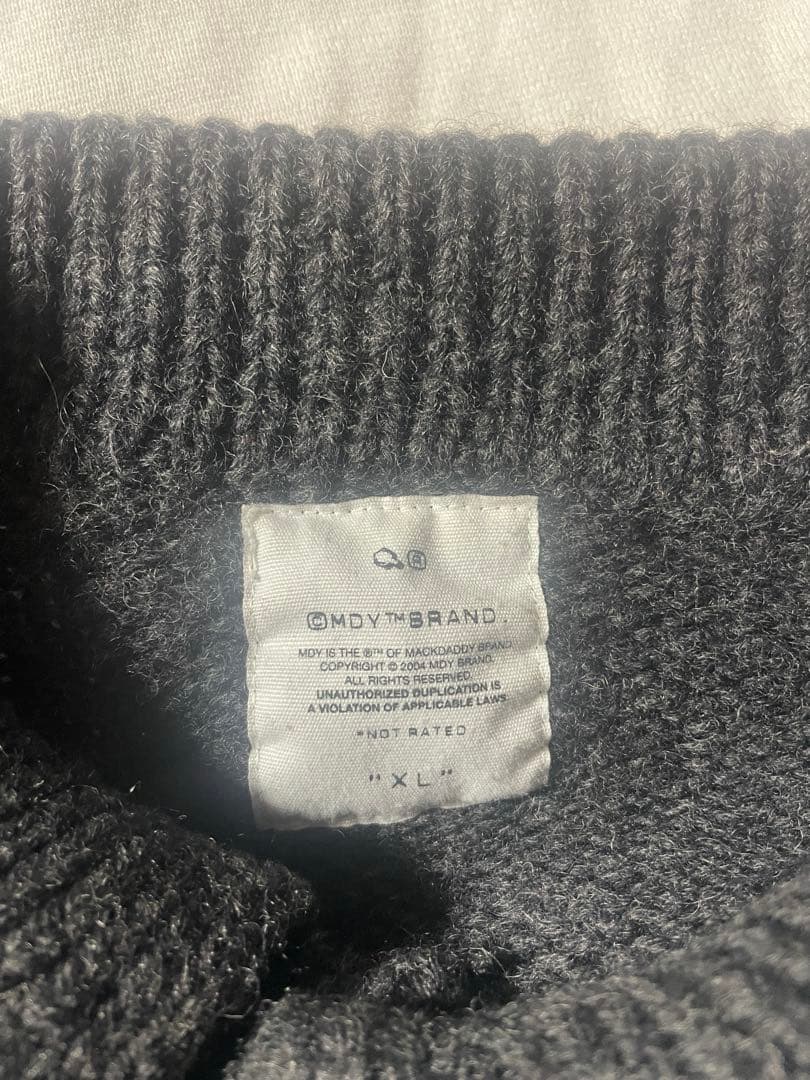 ®
©MDY™BRAND.
MDY IS THE ®™ OF MACKDADDY BRAND.
COPYRIGHT © 2004 MDY BRAND.
ALL RIGHTS RESERVED.
UNAUTHORIZED DUPLICATION IS
A VIOLATION OF APPLICABLE LAWS.
*NOT RATED
"XL"